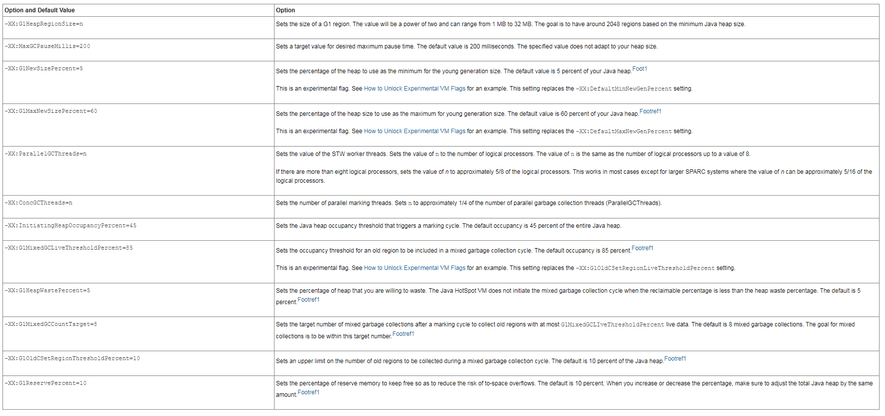 Option and Default Value
Option
-XX:G1HeapRegionSize=n
Sets the size of a G1 region. The value will be a power of two and can range from 1 MB to 32 MB. The goal is to have around 2048 regions based on the minimum Java heap size.
-XX:MaxGCPauseMillis=200
Sets a target value for desired maximum pause time. The default value is 200 milliseconds. The specified value does not adapt to your heap size.
-XX:G1NewSizePercent=5
Sets the percentage of the heap to use as the minimum for the young generation size. The default value is 5 percent of your Java heap.Foot1
This is an experimental flag. See How to Unlock Experimental VM Flags for an example. This setting replaces the -XX:DefaultMinNewGenPercent setting.
-XX:G1MaxNewSizePercent=60
Sets the percentage of the heap size to use as the maximum for young generation size. The default value is 60 percent of your Java heap.Footref1
This is an experimental flag. See How to Unlock Experimental VM Flags for an example. This setting replaces the -XX:DefaultMaxNewGenPercent setting.
-XX:ParallelGCThreads=n
Sets the value of the STW worker threads. Sets the value of n to the number of logical processors. The value of n is the same as the number of logical processors up to a value of 8.
If there are more than eight logical processors, sets the value of n to approximately 5/8 of the logical processors. This works in most cases except for larger SPARC systems where the value of n can be approximately 5/16 of the
logical processors.
-XX:ConcGCThreads=n
Sets the number of parallel marking threads. Sets n to approximately 1/4 of the number of parallel garbage collection threads (ParallelGCThreads).
-XX:InitiatingHeapOccupancyPercent=45
Sets the Java heap occupancy threshold that triggers a marking cycle. The default occupancy is 45 percent of the entire Java heap.
-XX:G1MixedGCLiveThresholdPercent=85
Sets the occupancy threshold for an old region to be included in a mixed garbage collection cycle. The default occupancy is 85 percent.Footref1
This is an experimental flag. See How to Unlock Experimental VM Flags for an example. This setting replaces the -XX:G1OldCSetRegionLiveThresholdPercent setting.
-XX:G1HeapWastePercent=5
Sets the percentage of heap that you are willing to waste. The Java HotSpot VM does not initiate the mixed garbage collection cycle when the reclaimable percentage is less than the heap waste percentage. The default is 5
percent.Footref1
-XX:G1MixedGCCountTarget=8
Sets the target number of mixed garbage collections after a marking cycle to collect old regions with at most G1MixedGCLIveThresholdPercent live data. The default is 8 mixed garbage collections. The goal for mixed
collections is to be within this target number.Footref1
-XX:G1OldCSetRegionThresholdPercent=10
Sets an upper limit on the number of old regions to be collected during a mixed garbage collection cycle. The default is 10 percent of the Java heap.Footref1
-XX:G1ReservePercent=10
Sets the percentage of reserve memory to keep free so as to reduce the risk of to-space overflows. The default is 10 percent. When you increase or decrease the percentage, make sure to adjust the total Java heap by the same
amount.Footref1